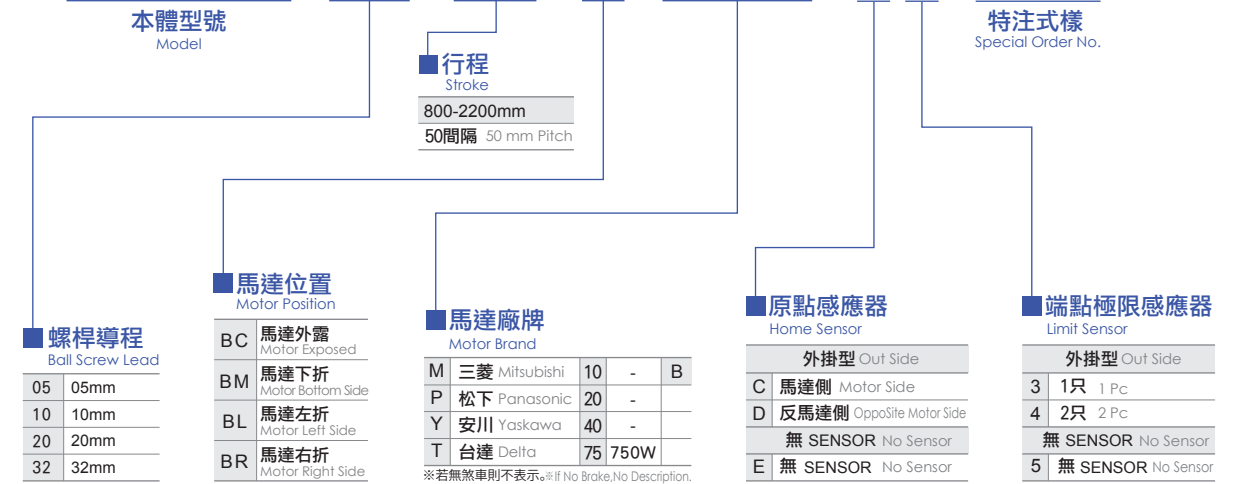 本體型號
Model
特注式樣
Special Order No.
行程
Stroke
800-2200mm
50間隔 50 mm Pitch
馬達位置
Motor Position
BC 馬達外露 Motor Exposed
BM 馬達下折 Motor Bottom Side
BL 馬達左折 Motor Left Side
BR 馬達右折 Motor Right Side
螺桿導程
Ball Screw Lead
05 05mm
10 10mm
20 20mm
32 32mm
馬達廠牌
Motor Brand
M 三菱 Mitsubishi 10 - B
P 松下 Panasonic 20 -
Y 安川 Yaskawa 40 -
T 台達 Delta 75 750W
※若無煞車則不表示。※If No Brake,No Description.
原點感應器
Home Sensor
外掛型 Out Side
C 馬達側 Motor Side
D 反馬達側 OppoSite Motor Side
無 SENSOR No Sensor
E 無 SENSOR No Sensor
端點極限感應器
Limit Sensor
外掛型 Out Side
3 1只 1 Pc
4 2只 2 Pc
無 SENSOR No Sensor
5 無 SENSOR No Sensor